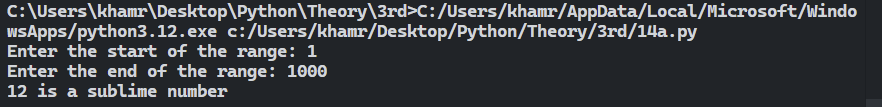 C:\Users\khamr\Desktop\Python\Theory\3rd>C:/Users/khamr/AppData/Local/Microsoft/Windo
wsApps/python3.12.exe c:/Users/khamr/Desktop/Python/Theory/3rd/14a.py
Enter the start of the range: 1
Enter the end of the range: 1000
12 is a sublime number